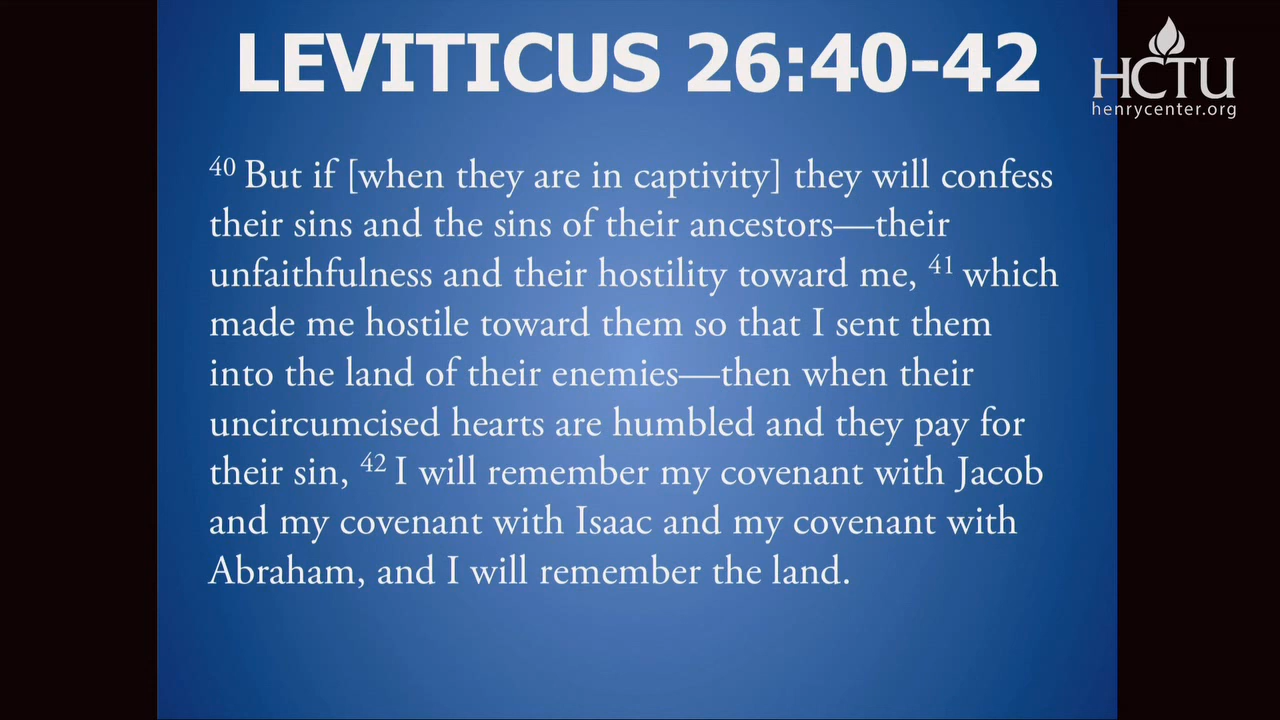 LEVITICUS 26:40-42
HCTU
henrycenter.org
40 But if [when they are in captivity] they will confess
their sins and the sins of their ancestors—their
unfaithfulness and their hostility toward me, 41 which
made me hostile toward them so that I sent them
into the land of their enemies—then when their
uncircumcised hearts are humbled and they pay for
their sin, 42 I will remember my covenant with Jacob
and my covenant with Isaac and my covenant with
Abraham, and I will remember the land.